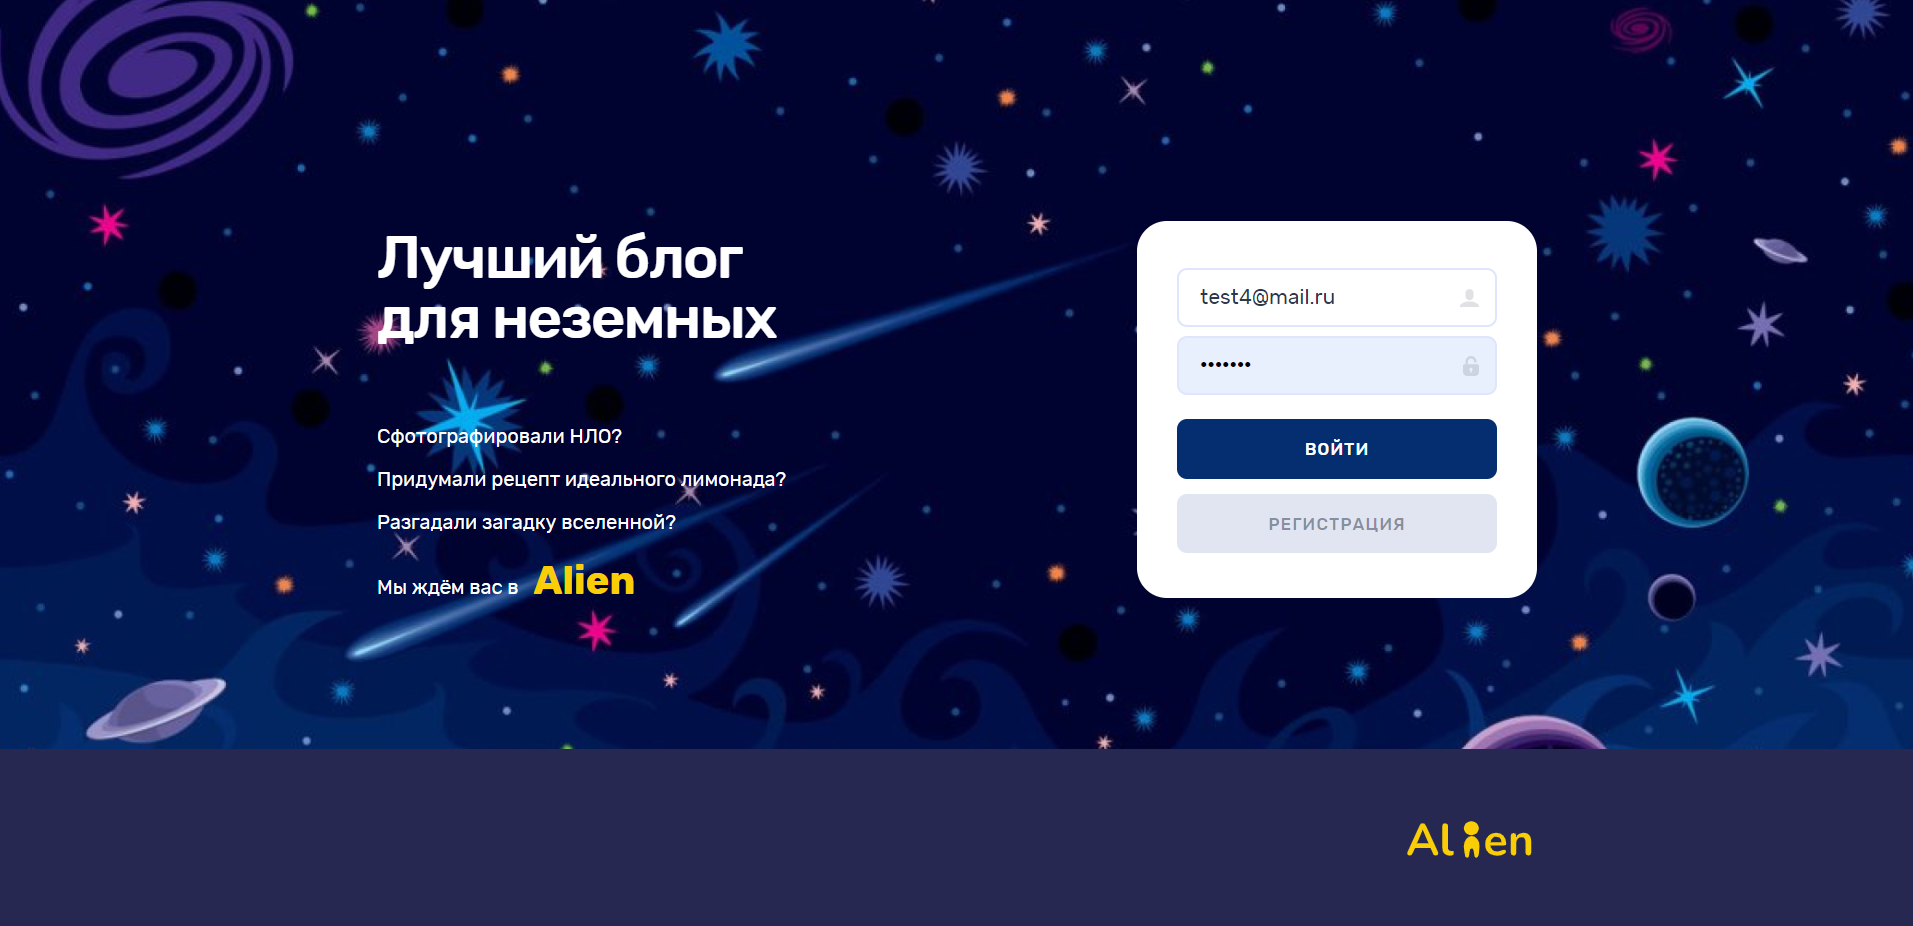 Лучший блог
для неземных
Сфотографировали НЛО?
Придумали рецепт идеального лимонада?
Разгадали загадку вселенной?
Мы ждём вас в Alien
test4@mail.ru
•••••••
ВОЙТИ
РЕГИСТРАЦИЯ
Alien